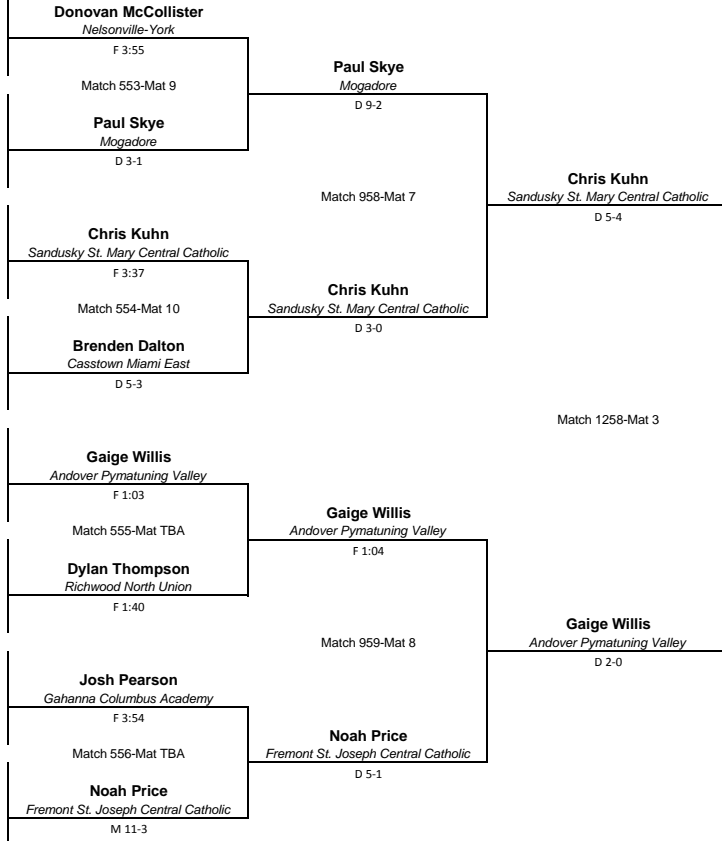 Donovan McCollister
Nelsonville-York
F 3:55
Match 553-Mat 9
Paul Skye
Mogadore
D 3-1
Paul Skye
Mogadore
D 9-2
Match 958-Mat 7
Chris Kuhn
Sandusky St. Mary Central Catholic
D 5-4
Chris Kuhn
Sandusky St. Mary Central Catholic
F 3:37
Match 554-Mat 10
Brenden Dalton
Casstown Miami East
D 5-3
Chris Kuhn
Sandusky St. Mary Central Catholic
D 3-0
Match 1258-Mat 3
Gaige Willis
Andover Pymatuning Valley
F 1:03
Match 555-Mat TBA
Dylan Thompson
Richwood North Union
F 1:40
Gaige Willis
Andover Pymatuning Valley
F 1:04
Match 959-Mat 8
Gaige Willis
Andover Pymatuning Valley
D 2-0
Josh Pearson
Gahanna Columbus Academy
F 3:54
Match 556-Mat TBA
Noah Price
Fremont St. Joseph Central Catholic
M 11-3
Noah Price
Fremont St. Joseph Central Catholic
D 5-1